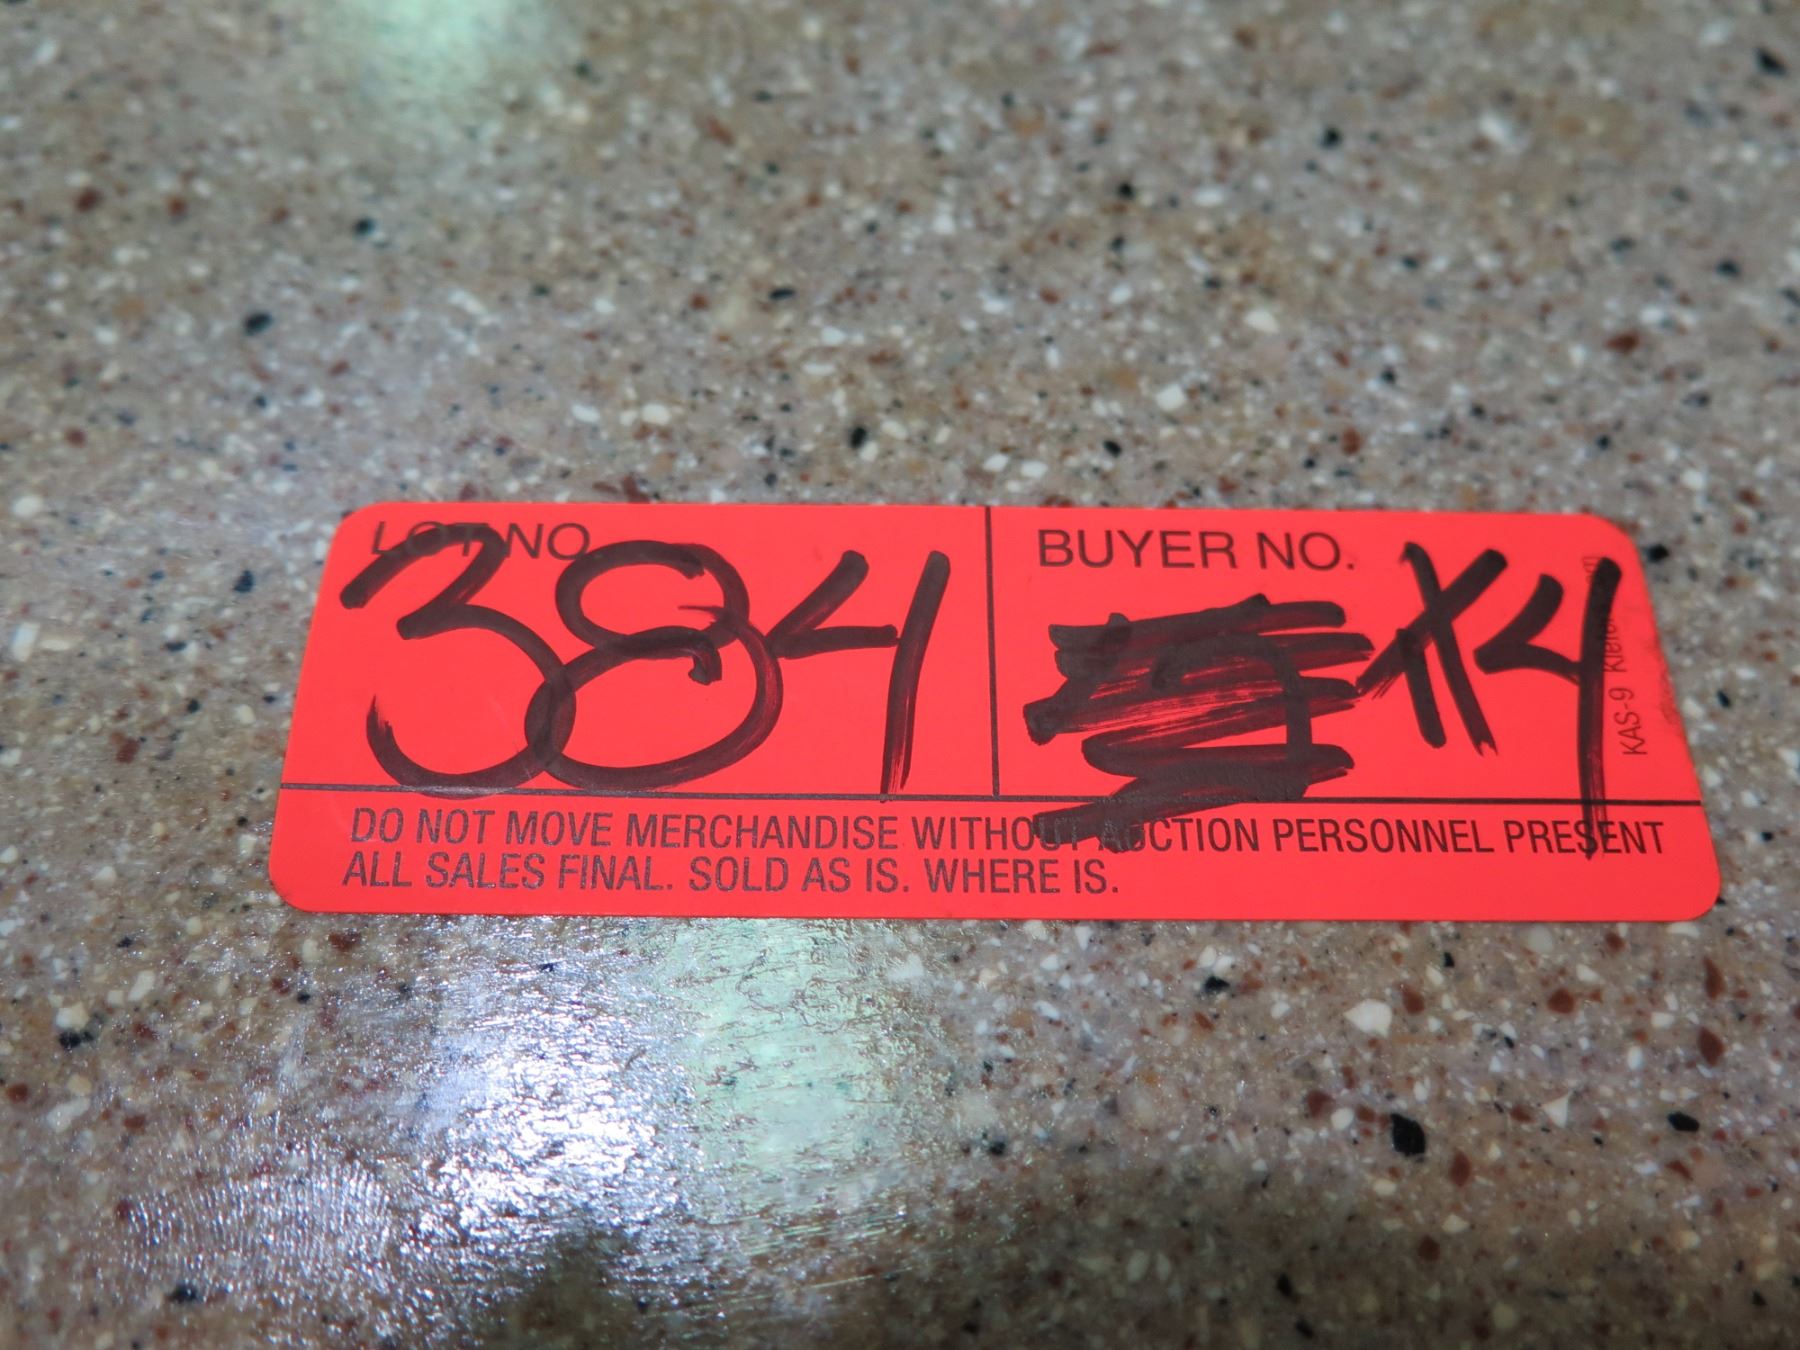 LOT NO
384
BUYER NO.
X4
DO NOT MOVE MERCHANDISE WITHOUT AUCTION PERSONNEL PRESENT
ALL SALES FINAL. SOLD AS IS. WHERE IS.
KAS-9